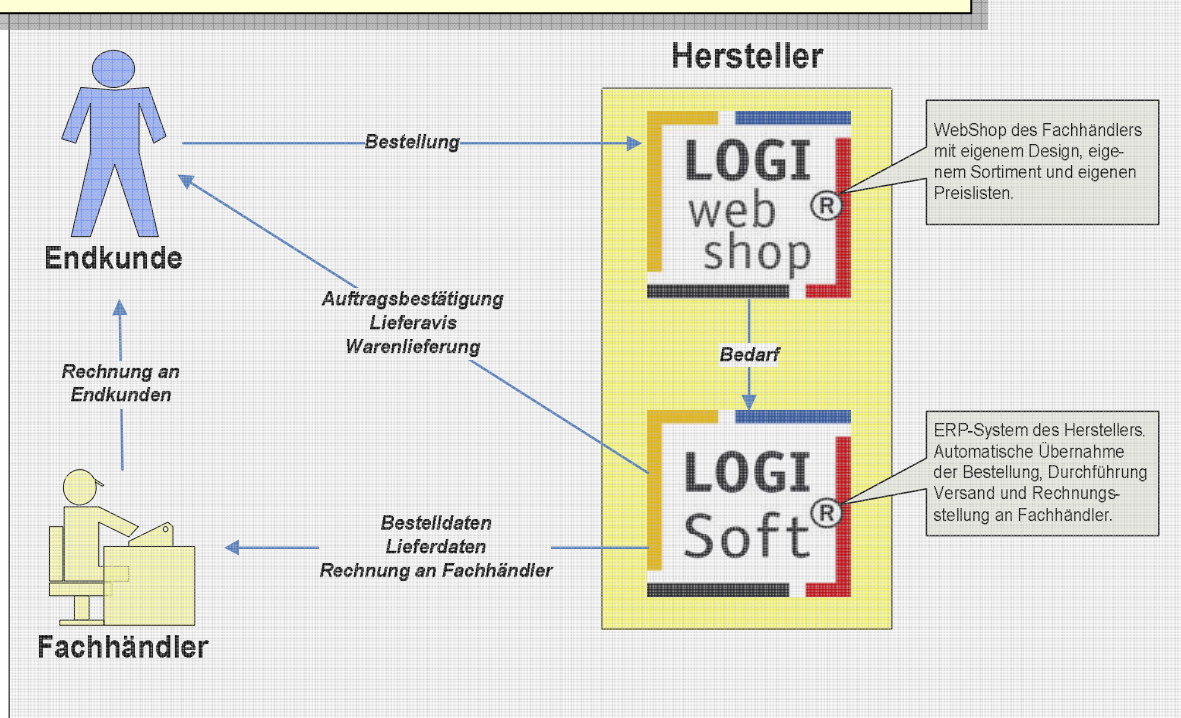 Hersteller
LOGI
web
shop
®
WebShop des Fachhändlers
mit eigenem Design, eige-
nem Sortiment und eigenen
Preislisten.
Bestellung
Endkunde
Auftragsbestätigung
Lieferavis
Warenlieferung
Bedarf
Rechnung an
Endkunden
LOGI
Soft
®
ERP-System des Herstellers.
Automatische Übernahme
der Bestellung, Durchführung
Versand und Rechnungs-
stellung an Fachhändler.
Bestelldaten
Lieferdaten
Rechnung an Fachhändler
Fachhändler